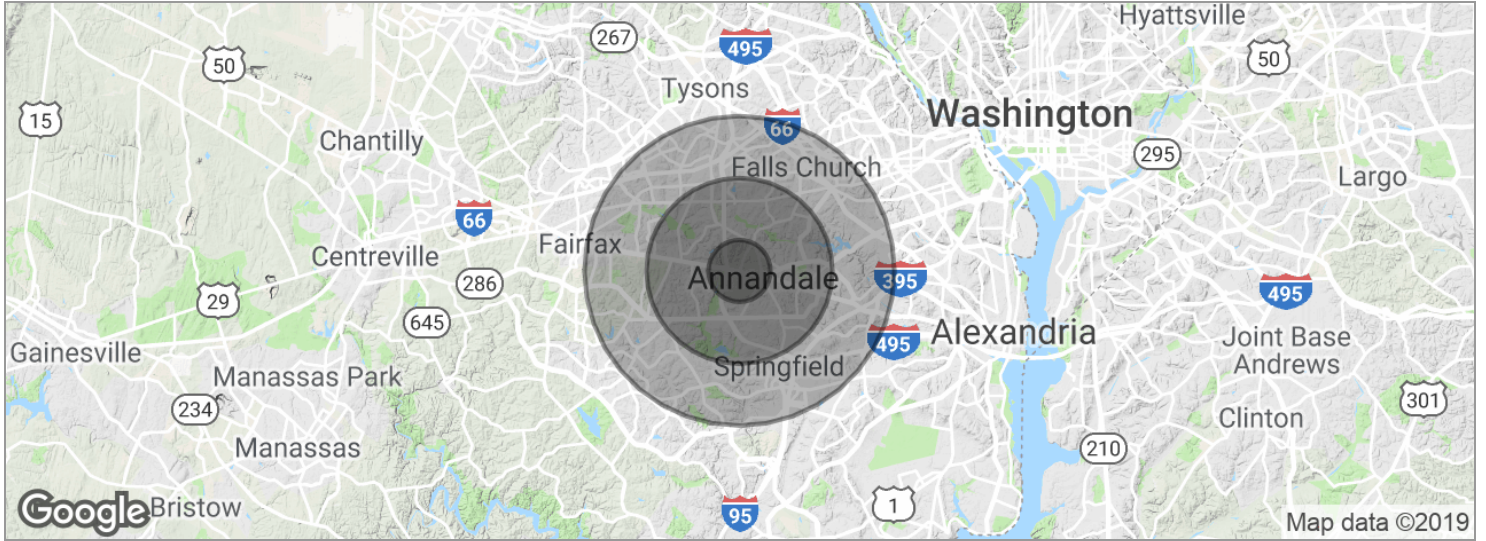 Hyattsville
267
495
50
50
Tysons
15
66
Washington
Chantilly
295
Falls Church
Largo
66
Fairfax
Centreville
Annandale
395
286
495
29
645
495
Alexandria
Joint Base
Andrews
Gainesville
Springfield
Manassas Park
301
234
Clinton
Manassas
210
Google
Bristow
95
1
Map data ©2019